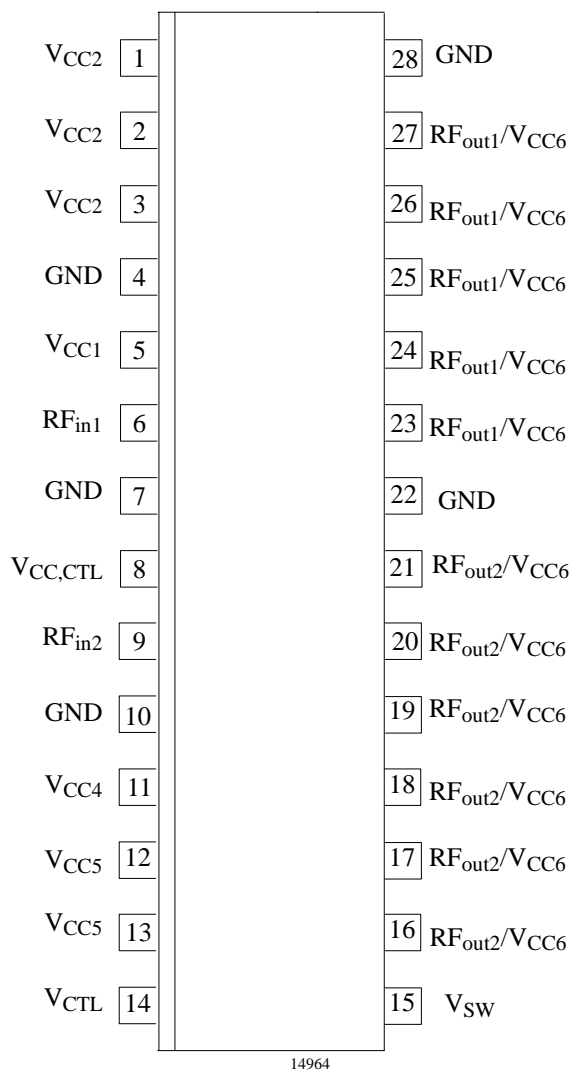 VCC2 1 28 GND
VCC2 2 27 RFout1/VCC6
VCC2 3 26 RFout1/VCC6
GND 4 25 RFout1/VCC6
VCC1 5 24 RFout1/VCC6
RFin1 6 23 RFout1/VCC6
GND 7 22 GND
VCC,CTL 8 21 RFout2/VCC6
RFin2 9 20 RFout2/VCC6
GND 10 19 RFout2/VCC6
VCC4 11 18 RFout2/VCC6
VCC5 12 17 RFout2/VCC6
VCC5 13 16 RFout2/VCC6
VCTL 14 15 VSW
14964